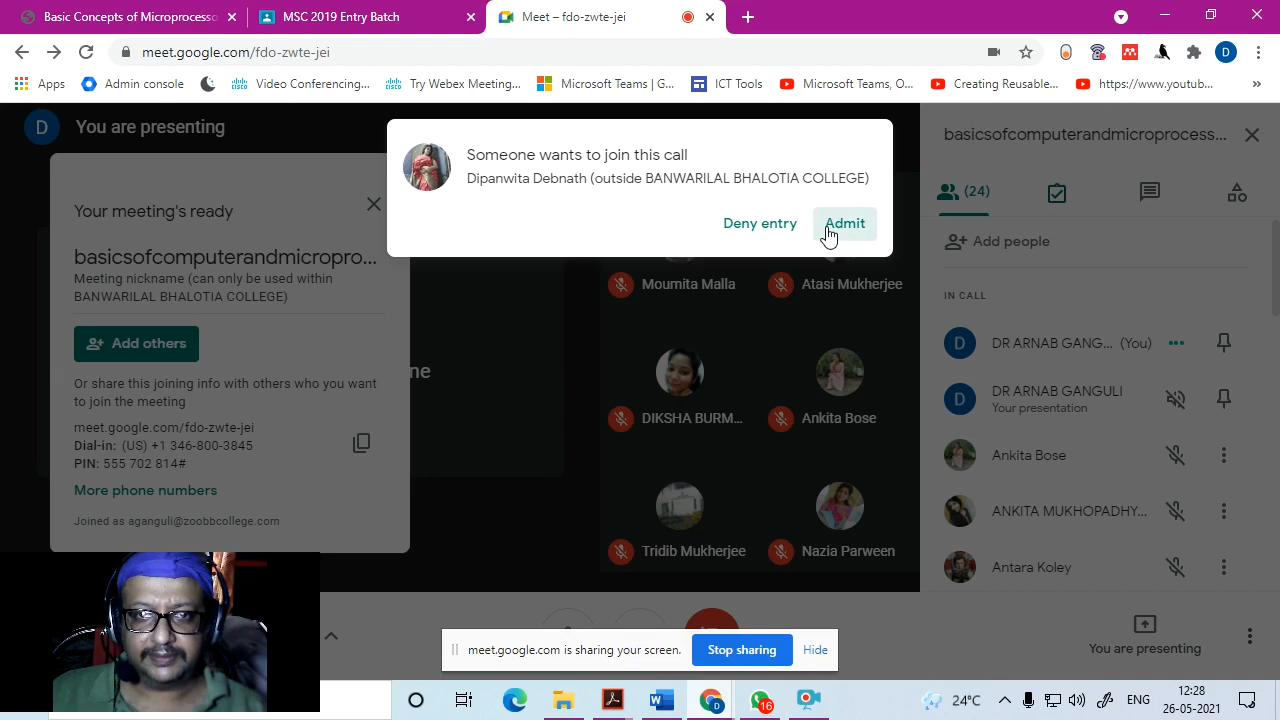 Basic Concepts of Microprocesso
MSC 2019 Entry Batch
Meet – fdo-zwte-jei
meet.google.com/fdo-zwte-jei
D
Apps
Admin console
Video Conferencing...
Try Webex Meeting...
Microsoft Teams | G...
ICT Tools
Microsoft Teams, O...
Creating Reusable...
https://www.youtub...
»
D
You are presenting
Your meeting's ready
basicsofcomputerandmicropro...
Meeting nickname (can only be used within
BANWARILAL BHALOTIA COLLEGE)
Add others
Or share this joining info with others who you want
to join the meeting
meet.google.com/fdo-zwte-jei
Dial-in: (US) +1 346-800-3845
PIN: 555 702 814#
More phone numbers
Joined as aganguli@zoobbcollege.com
Someone wants to join this call
Dipanwita Debnath (outside BANWARILAL BHALOTIA COLLEGE)
Deny entry
Admit
ne
Moumita Malla
Atasi Mukherjee
DIKSHA BURM...
Ankita Bose
Tridib Mukherjee
Nazia Parween
basicsofcomputerandmicroprocess...
(24)
Add people
IN CALL
D
DR ARNAB GANG... (You)
D
DR ARNAB GANGULI
Your presentation
Ankita Bose
ANKITA MUKHOPADHY...
Antara Koley
You are presenting
meet.google.com is sharing your screen.
Stop sharing
Hide
W
D
16
24°C
ENG
12:28
26-05-2021